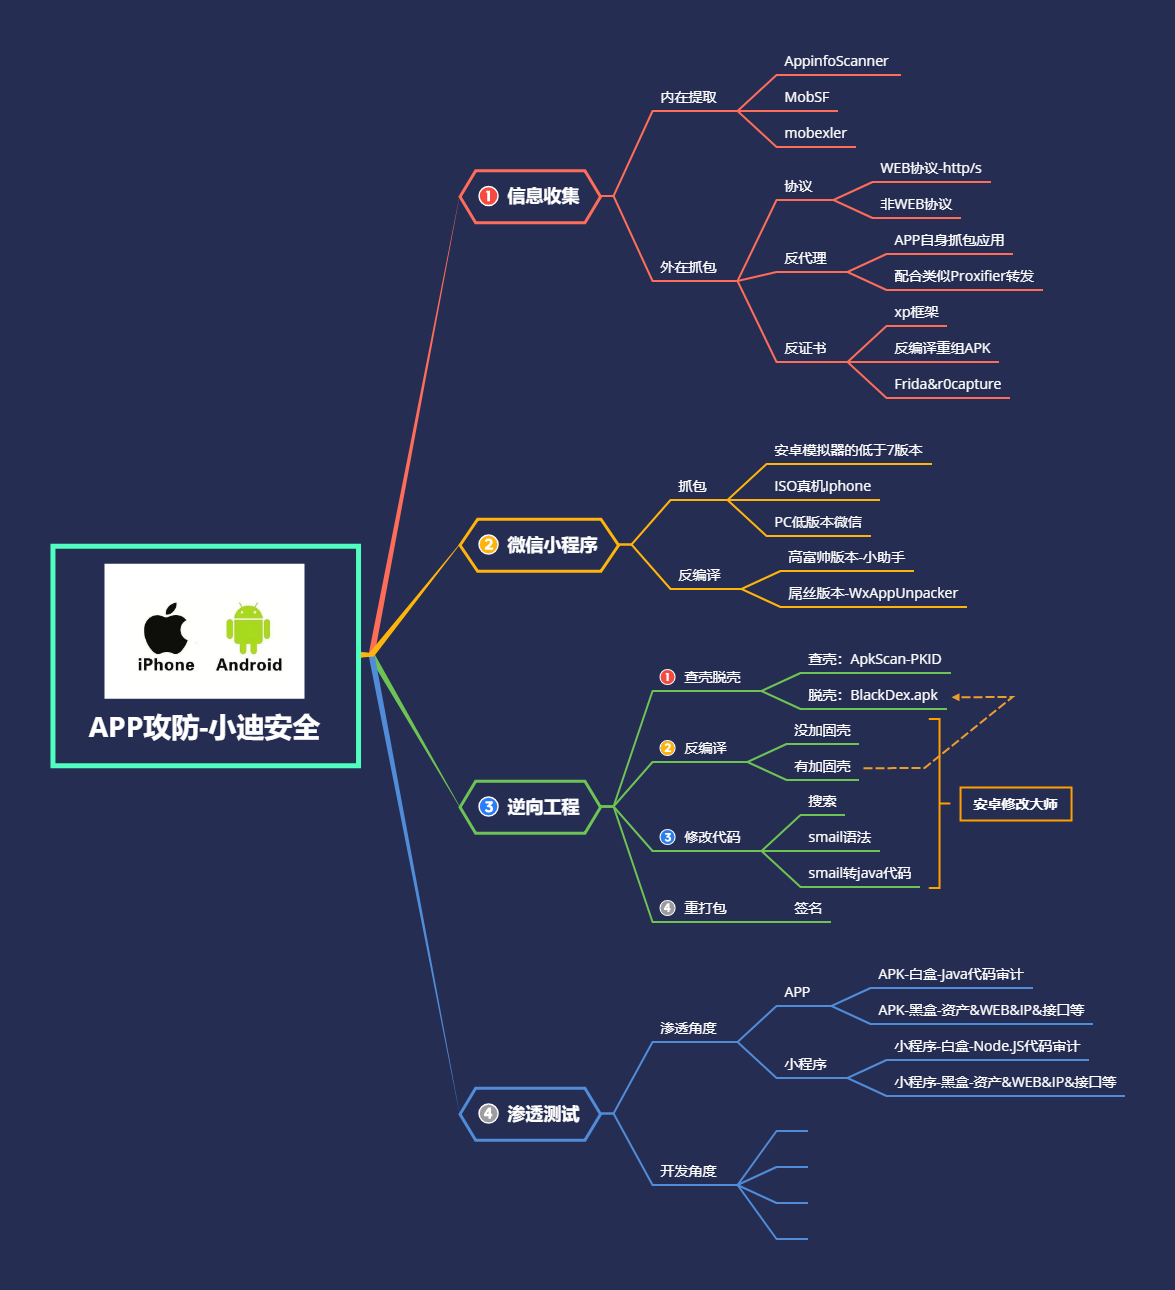 iPhone
Android
APP攻防-小迪安全
1 信息收集
内在提取
AppinfoScanner
MobSF
mobexler
外在抓包
协议
WEB协议-http/s
非WEB协议
反代理
APP自身抓包应用
配合类似Proxifier转发
反证书
xp框架
反编译重组APK
Frida&r0capture
2 微信小程序
抓包
安卓模拟器的低于7版本
ISO真机Iphone
PC低版本微信
反编译
高富帅版本-小助手
屌丝版本-WxAppUnpacker
3 逆向工程
1 查壳脱壳
查壳：ApkScan-PKID
脱壳：BlackDex.apk
2 反编译
没加固壳
有加固壳
3 修改代码
搜索
smail语法
smail转java代码
安卓修改大师
4 重打包
签名
4 渗透测试
渗透角度
APP
APK-白盒-Java代码审计
APK-黑盒-资产&WEB&IP&接口等
小程序
小程序-白盒-Node.JS代码审计
小程序-黑盒-资产&WEB&IP&接口等
开发角度